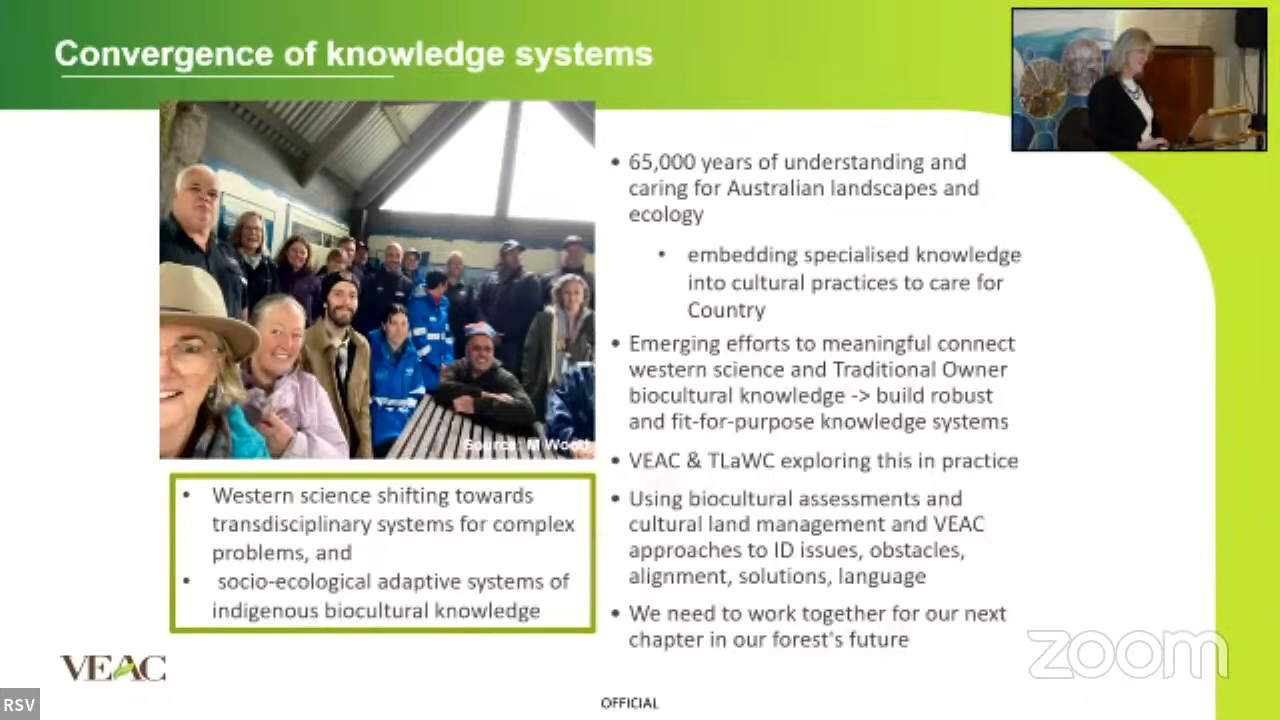 Convergence of knowledge systems
Source: M Wood
• Western science shifting towards
transdisciplinary systems for complex
problems, and
• socio-ecological adaptive systems of
indigenous biocultural knowledge
• 65,000 years of understanding and
caring for Australian landscapes and
ecology
• embedding specialised knowledge
into cultural practices to care for
Country
• Emerging efforts to meaningful connect
western science and Traditional Owner
biocultural knowledge -> build robust
and fit-for-purpose knowledge systems
• VEAC & TLaWC exploring this in practice
• Using biocultural assessments and
cultural land management and VEAC
approaches to ID issues, obstacles,
alignment, solutions, language
• We need to work together for our next
chapter in our forest's future
VEAC
zoom
RSV
OFFICIAL